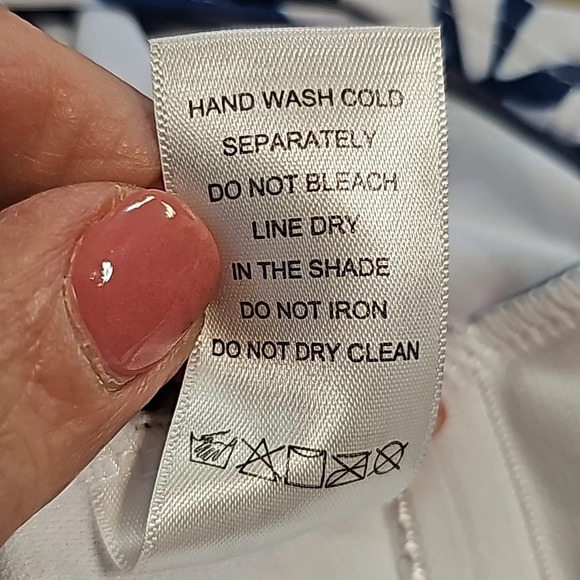 HAND WASH COLD
SEPARATELY
DO NOT BLEACH
LINE DRY
IN THE SHADE
DO NOT IRON
DO NOT DRY CLEAN